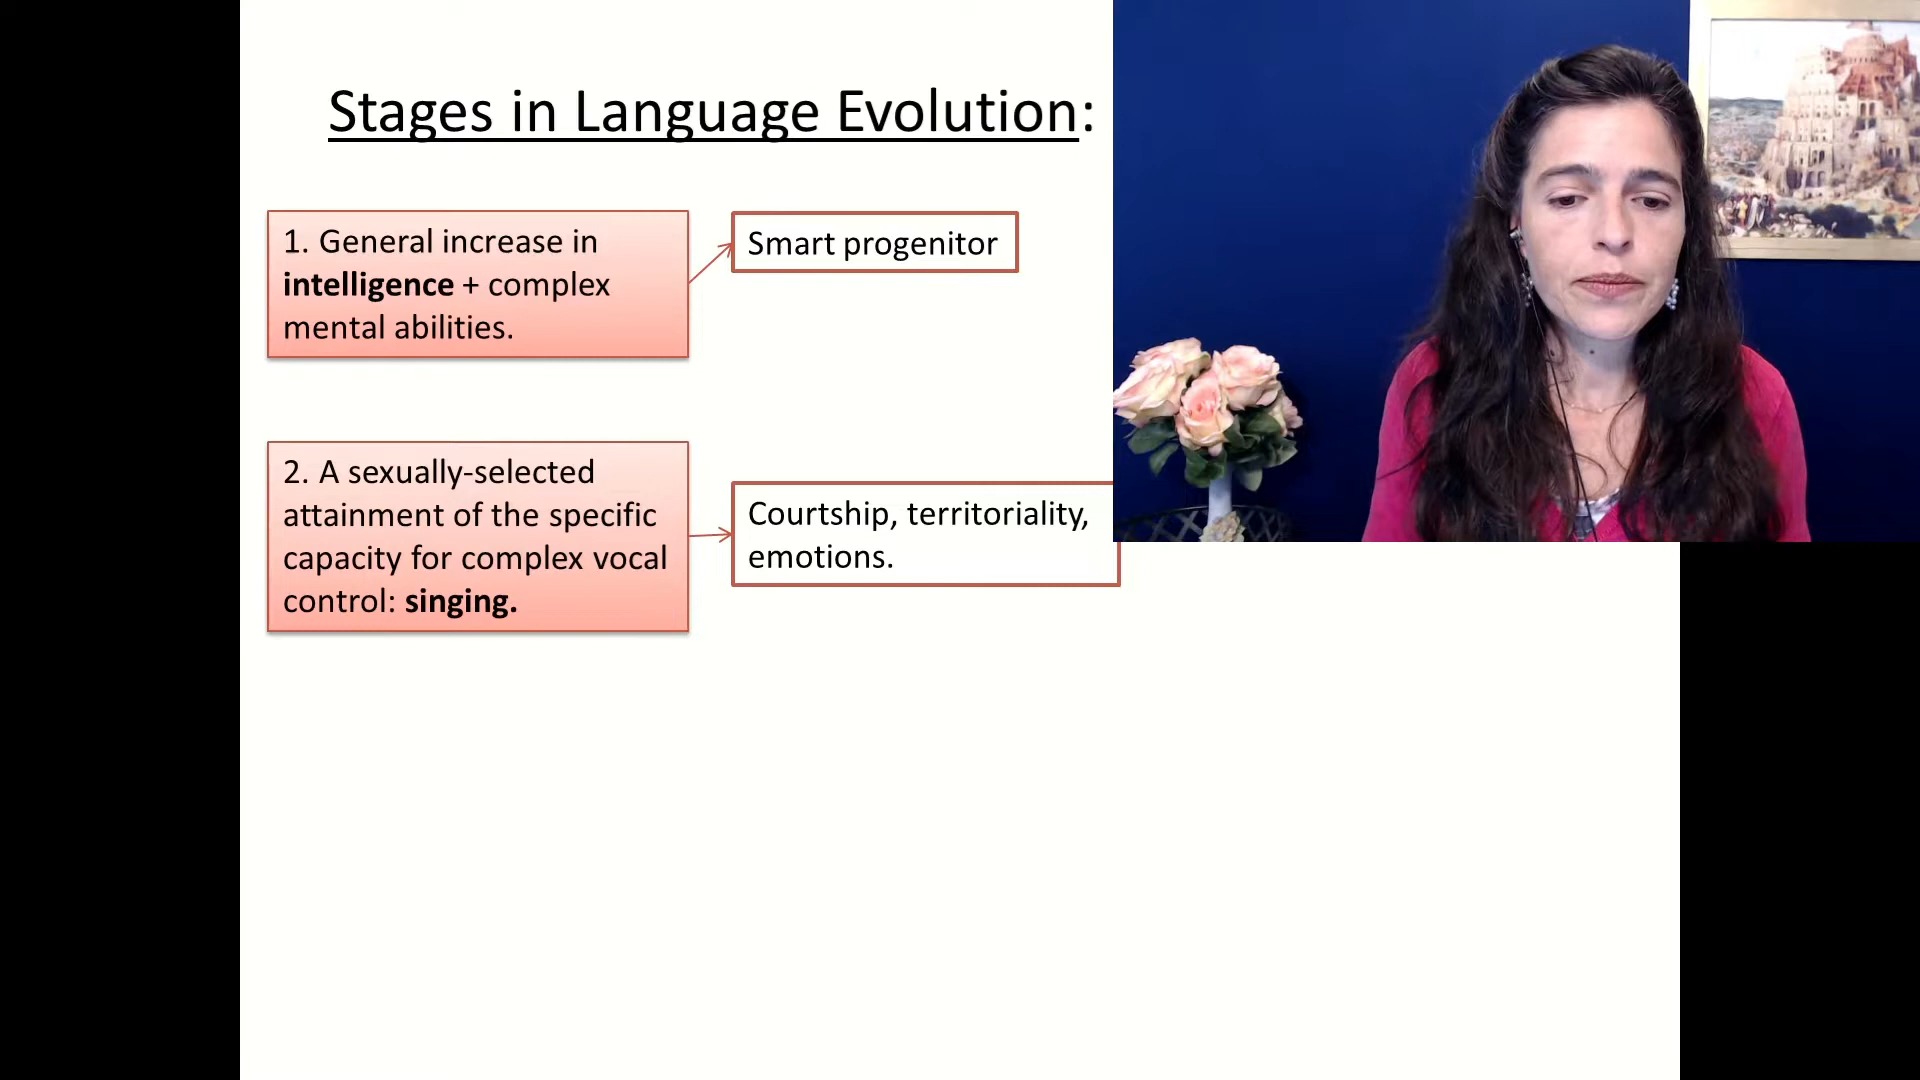 Stages in Language Evolution:
1. General increase in
intelligence + complex
mental abilities.
Smart progenitor
2. A sexually-selected
attainment of the specific
capacity for complex vocal
control: singing.
Courtship, territoriality,
emotions.